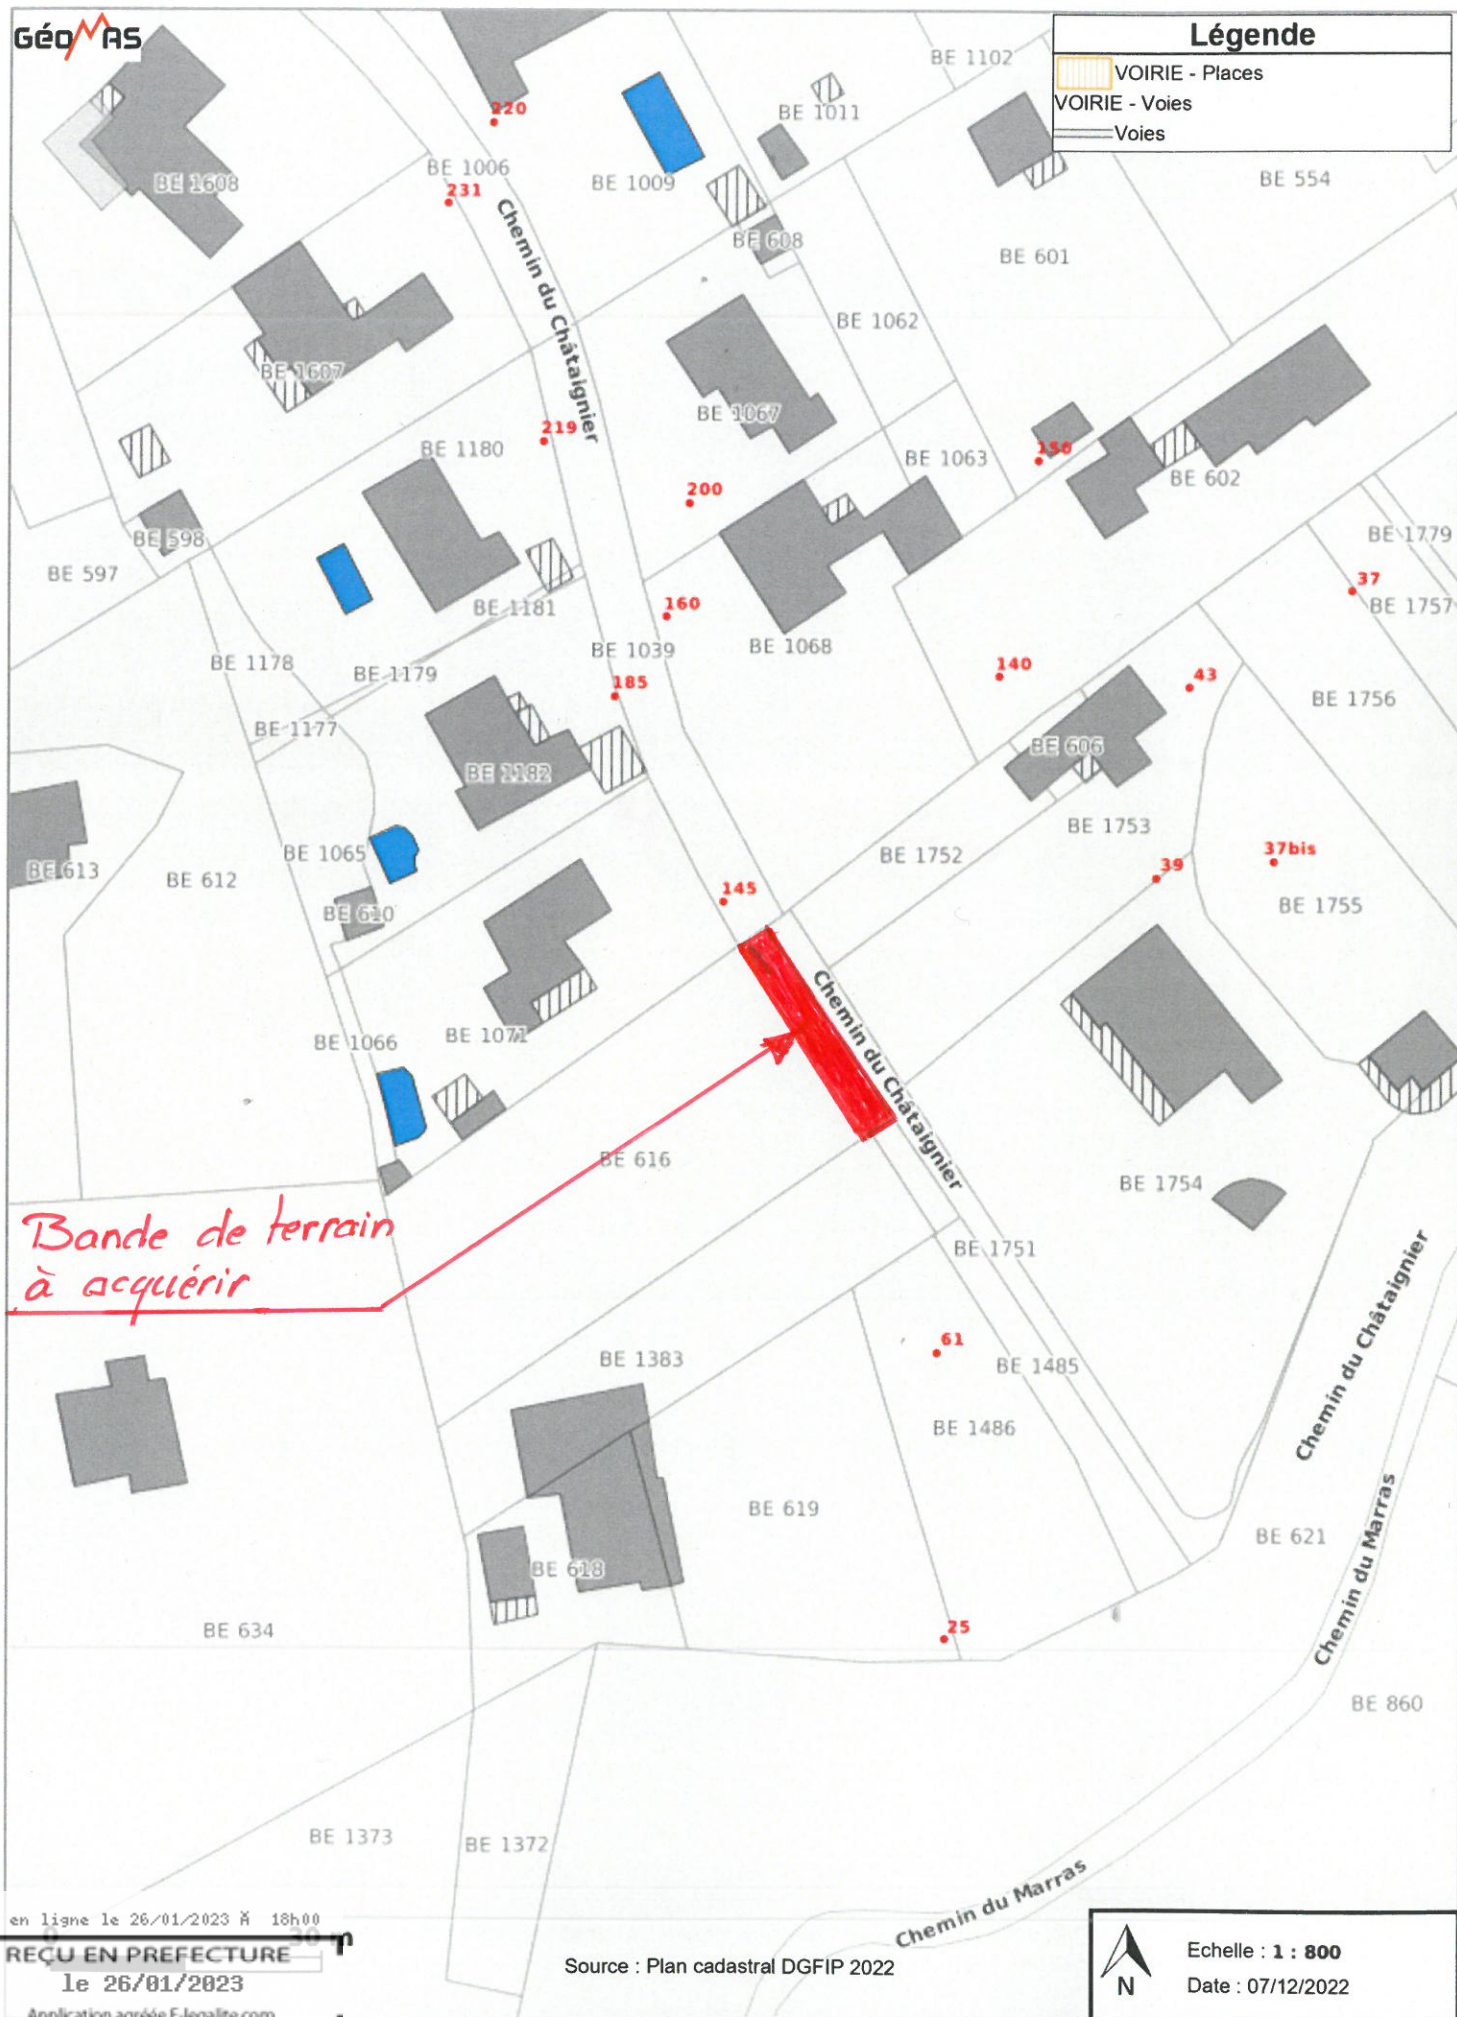 GéoMAS
Légende
VOIRIE - Places
VOIRIE - Voies
Voies
BE 1102
BE 1011
220
BE 1006
231
BE 1009
BE 1608
BE 554
BE 608
BE 601
Chemin du Châtaignier
BE 1062
BE 1607
BE 1067
219
BE 1180
BE 1063
150
BE 602
200
BE 598
BE 597
BE 1779
37
BE 1757
BE 1181
160
BE 1039
BE 1068
BE 1178
BE 1179
185
140
43
BE 1756
BE 1177
BE 606
BE 1182
BE 1753
BE 613
BE 612
BE 1065
BE 1752
39
37bis
145
BE 610
BE 1755
Chemin du Châtaignier
BE 1066
BE 1071
BE 616
BE 1754
Bande de terrain
à acquérir
BE 1751
Chemin du Châtaignier
61
BE 1383
BE 1485
BE 1486
BE 619
BE 621
Chemin du Marras
BE 618
BE 634
25
BE 860
BE 1373
BE 1372
Chemin du Marras
en ligne le 26/01/2023 Ã 18h00
0 30 m
REÇU EN PREFECTURE
le 26/01/2023
Application agréée E-legalite.com
Source : Plan cadastral DGFIP 2022
N
Echelle : 1 : 800
Date : 07/12/2022